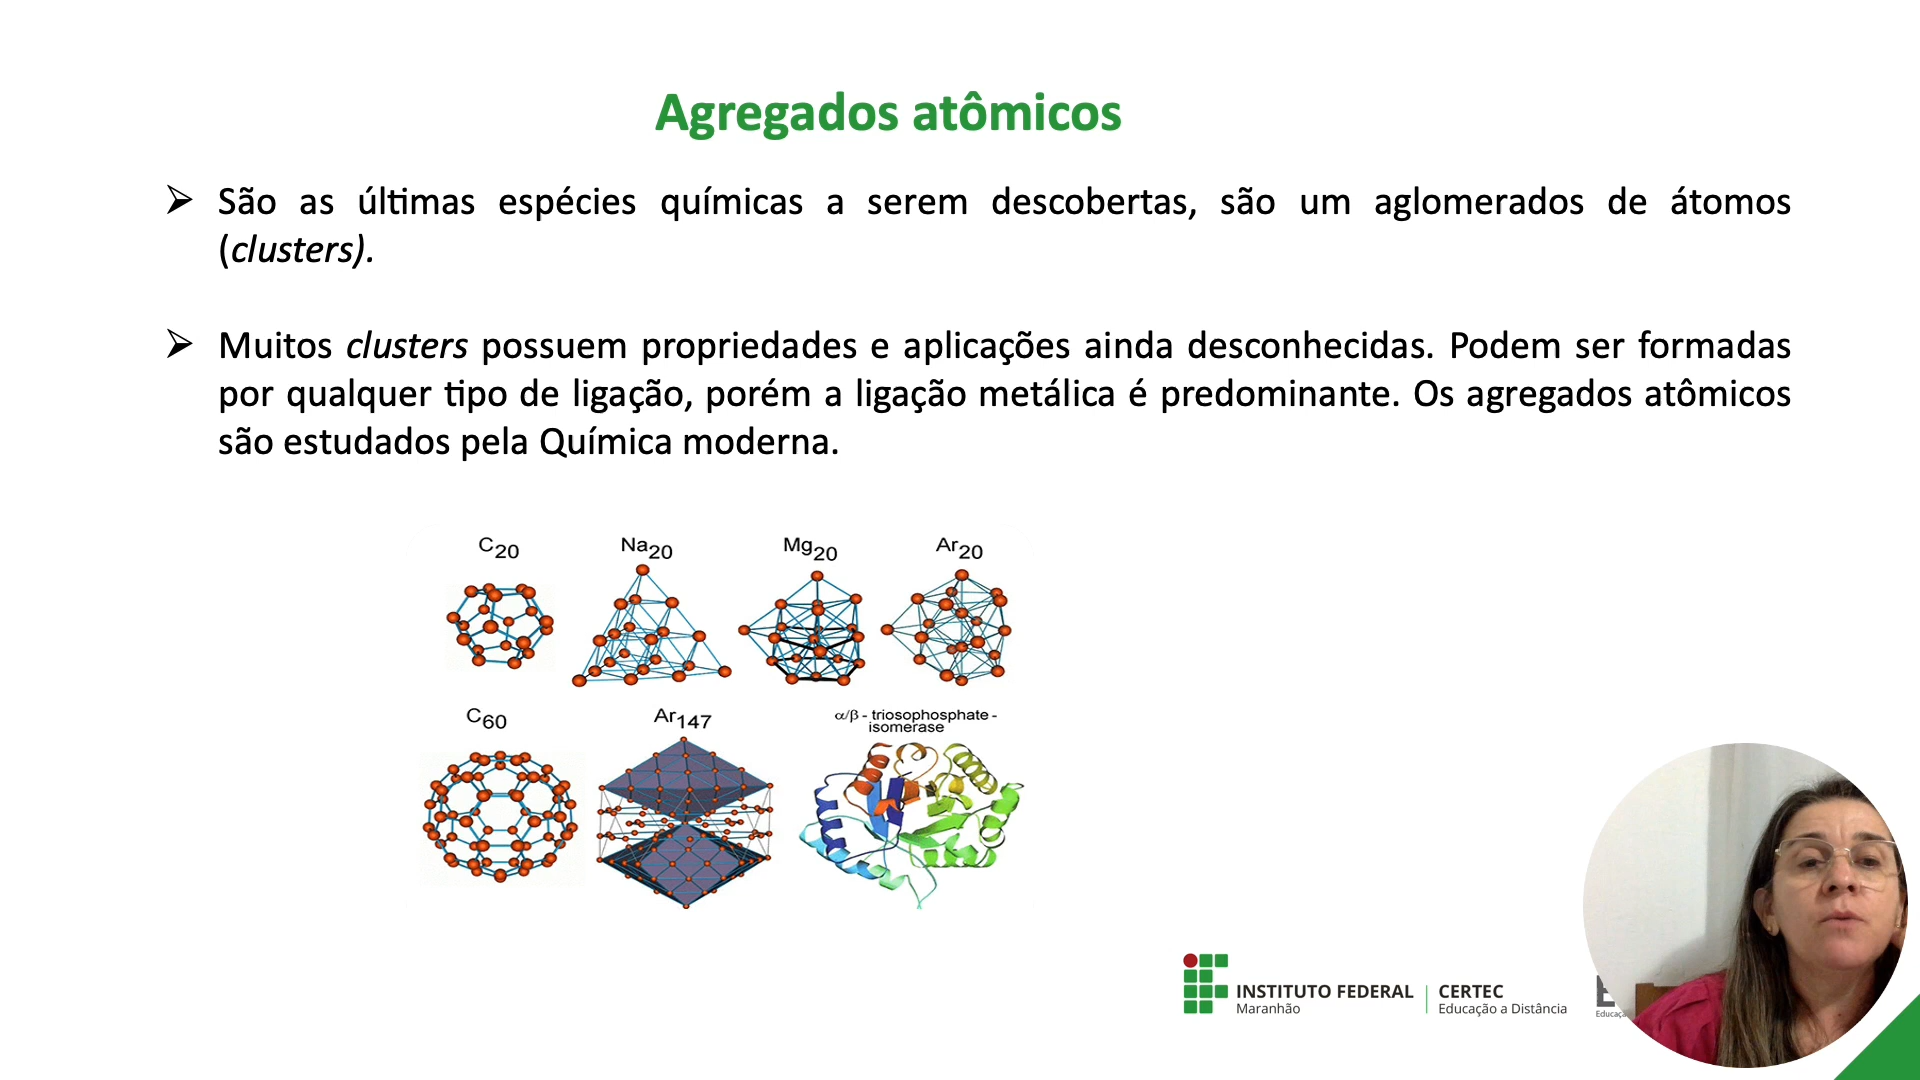 Agregados atômicos
➢ São as últimas espécies químicas a serem descobertas, são um aglomerados de átomos
(clusters).
➢ Muitos clusters possuem propriedades e aplicações ainda desconhecidas. Podem ser formadas
por qualquer tipo de ligação, porém a ligação metálica é predominante. Os agregados atômicos
são estudados pela Química moderna.
C20 Na20 Mg20 Ar20
C60 Ar147 α/β - triosophosphate -
isomerase
INSTITUTO FEDERAL
Maranhão
CERTEC
Educação a Distância